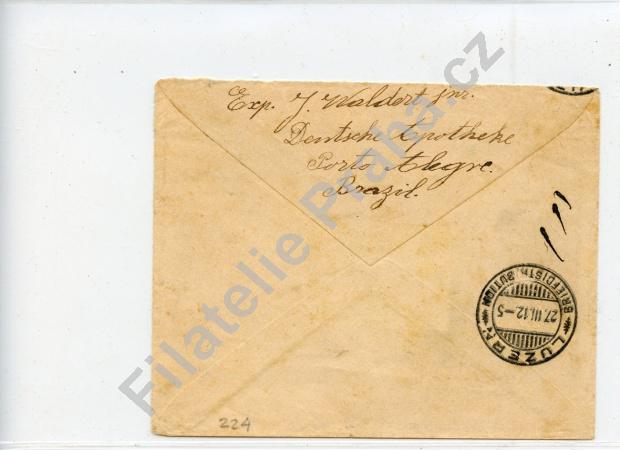 Exp. J. Waldert jnr.
Deutsche Apotheke
Porto Alegre.
Brazil.
BRIEFDISTRIBUTION
27.III.12-5
LUZERN
224
Filatelie Praha.cz